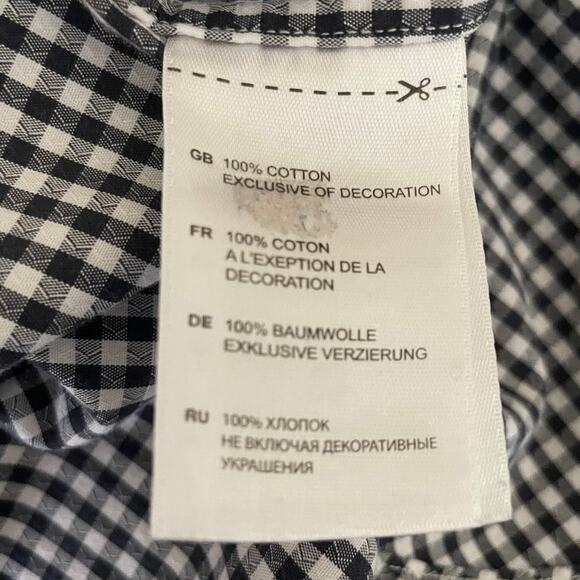 GB 100% COTTON
EXCLUSIVE OF DECORATION
FR 100% COTON
A L'EXEPTION DE LA
DECORATION
DE 100% BAUMWOLLE
EXKLUSIVE VERZIERUNG
RU 100% ХЛОПОК
НЕ ВКЛЮЧАЯ ДЕКОРАТИВНЫЕ
УКРАШЕНИЯ